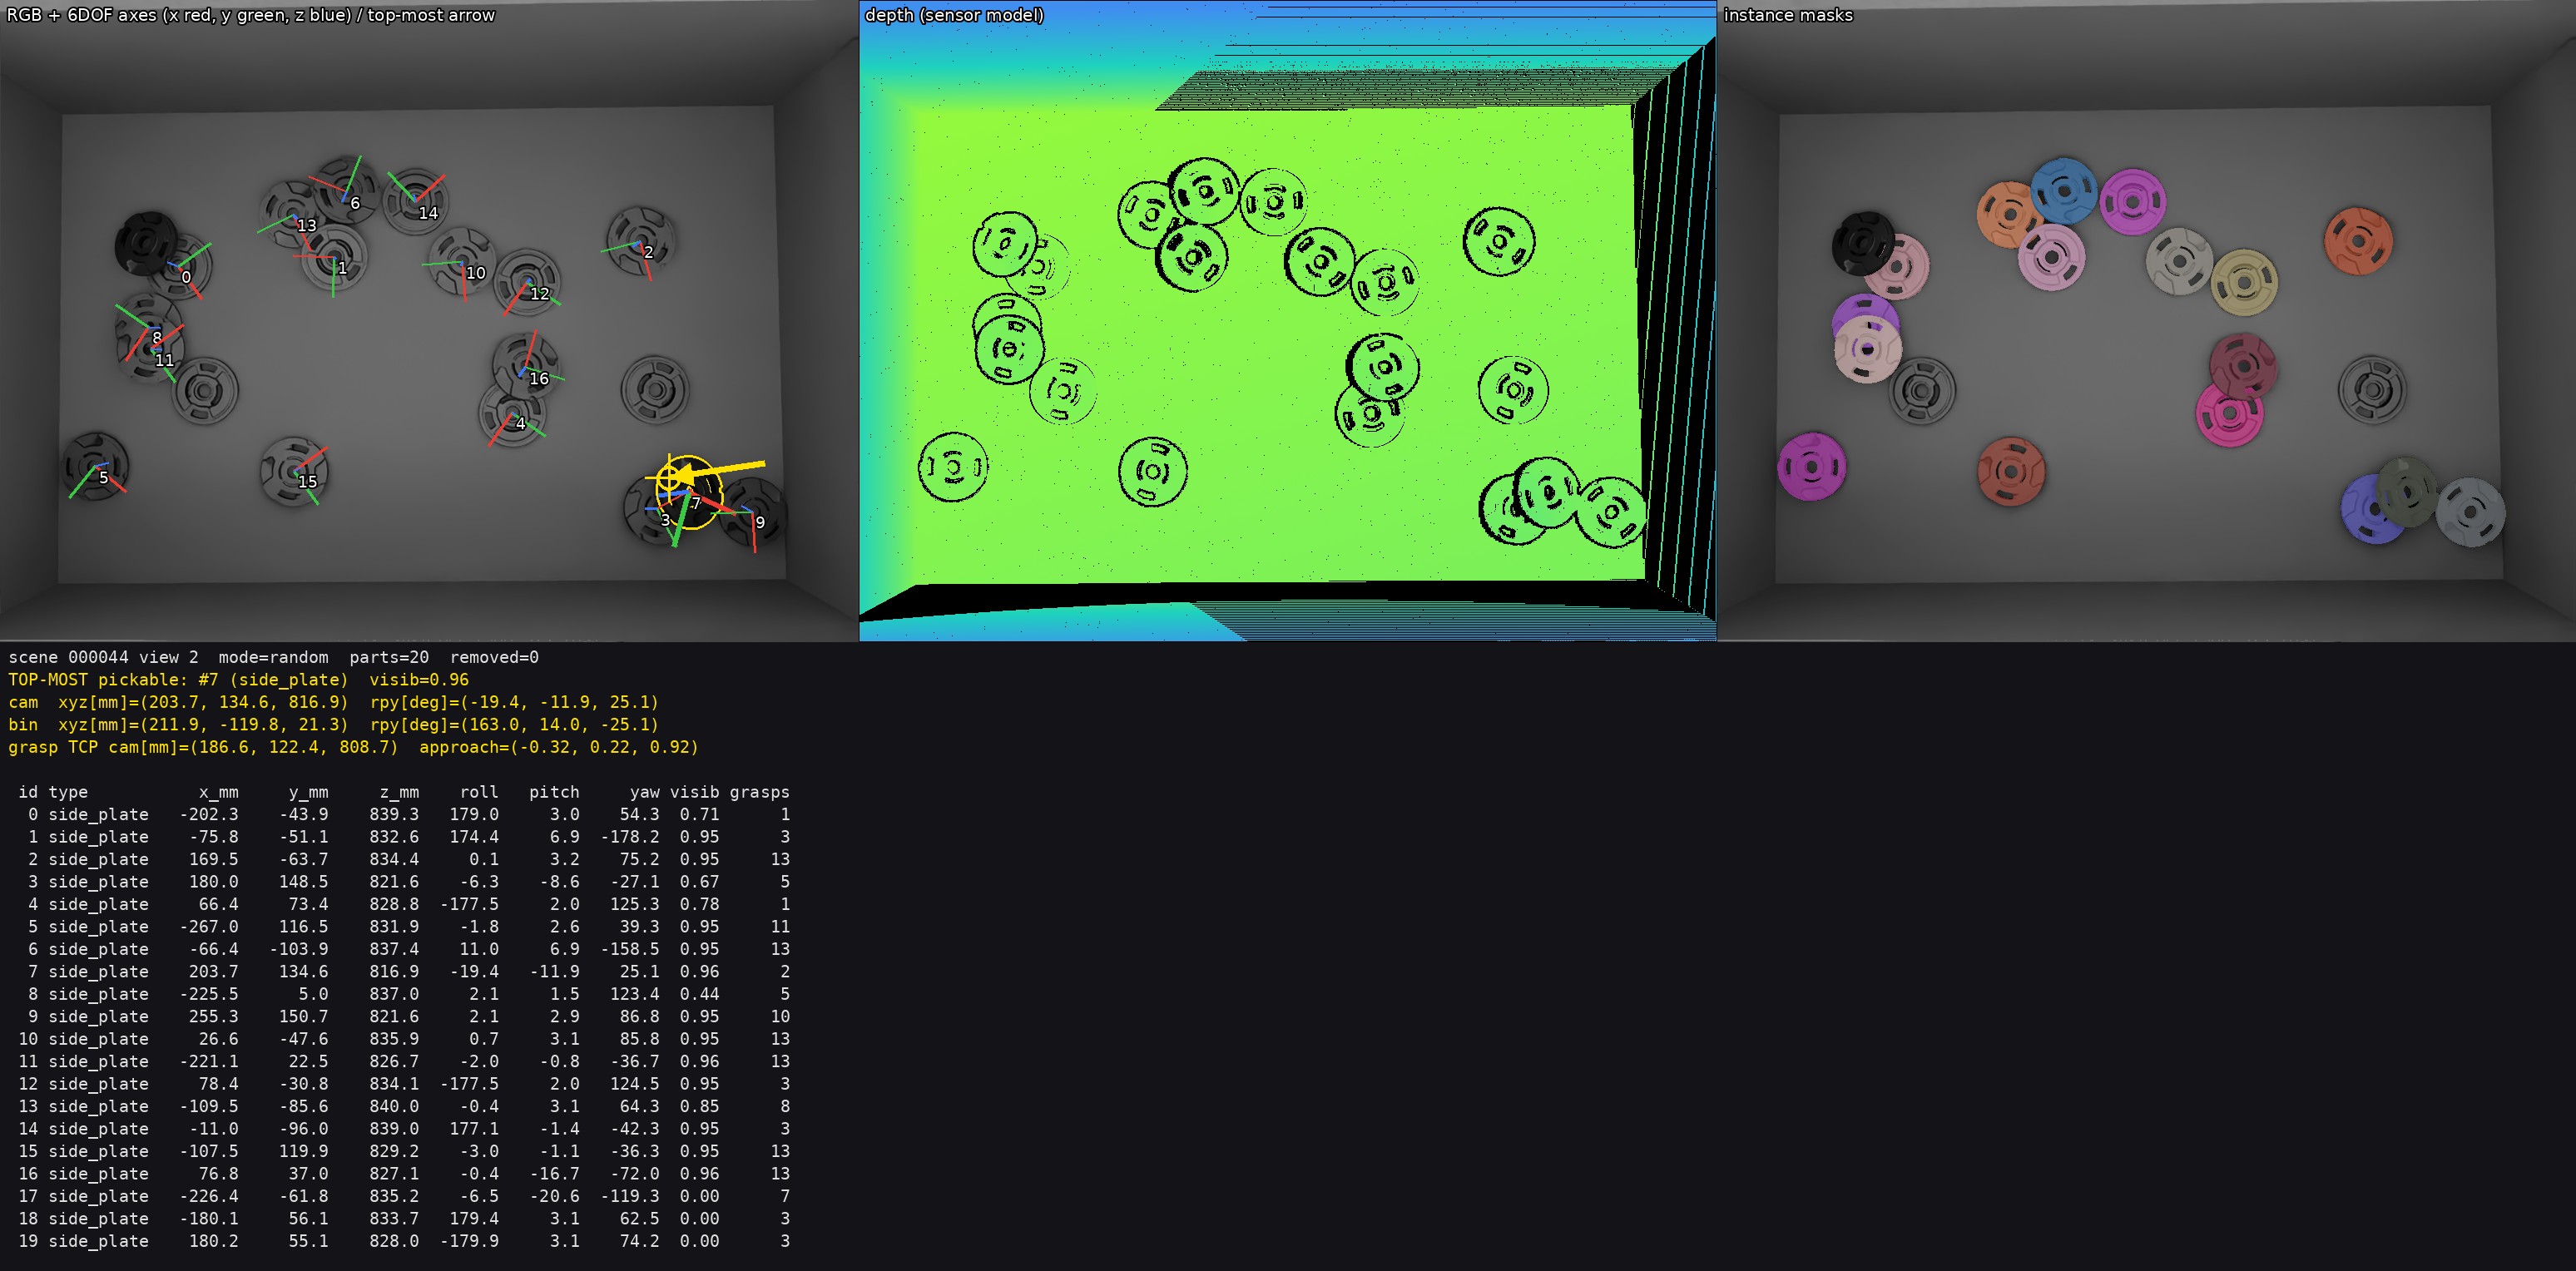 RGB + 6DOF axes (x red, y green, z blue) / top-most arrow
depth (sensor model)
instance masks
6
13
14
1
10
2
0
12
8
11
16
4
5
15
7
3
9
scene 000044 view 2  mode=random  parts=20  removed=0
TOP-MOST pickable: #7 (side_plate)  visib=0.96
cam  xyz[mm]=(203.7, 134.6, 816.9)  rpy[deg]=(-19.4, -11.9, 25.1)
bin  xyz[mm]=(211.9, -119.8, 21.3)  rpy[deg]=(163.0, 14.0, -25.1)
grasp TCP cam[mm]=(186.6, 122.4, 808.7)  approach=(-0.32, 0.22, 0.92)
id type x_mm y_mm z_mm roll pitch yaw visib grasps
0 side_plate -202.3 -43.9 839.3 179.0 3.0 54.3 0.71 1
1 side_plate -75.8 -51.1 832.6 174.4 6.9 -178.2 0.95 3
2 side_plate 169.5 -63.7 834.4 0.1 3.2 75.2 0.95 13
3 side_plate 180.0 148.5 821.6 -6.3 -8.6 -27.1 0.67 5
4 side_plate 66.4 73.4 828.8 -177.5 2.0 125.3 0.78 1
5 side_plate -267.0 116.5 831.9 -1.8 2.6 39.3 0.95 11
6 side_plate -66.4 -103.9 837.4 11.0 6.9 -158.5 0.95 13
7 side_plate 203.7 134.6 816.9 -19.4 -11.9 25.1 0.96 2
8 side_plate -225.5 5.0 837.0 2.1 1.5 123.4 0.44 5
9 side_plate 255.3 150.7 821.6 2.1 2.9 86.8 0.95 10
10 side_plate 26.6 -47.6 835.9 0.7 3.1 85.8 0.95 13
11 side_plate -221.1 22.5 826.7 -2.0 -0.8 -36.7 0.96 13
12 side_plate 78.4 -30.8 834.1 -177.5 2.0 124.5 0.95 3
13 side_plate -109.5 -85.6 840.0 -0.4 3.1 64.3 0.85 8
14 side_plate -11.0 -96.0 839.0 177.1 -1.4 -42.3 0.95 3
15 side_plate -107.5 119.9 829.2 -3.0 -1.1 -36.3 0.95 13
16 side_plate 76.8 37.0 827.1 -0.4 -16.7 -72.0 0.96 13
17 side_plate -226.4 -61.8 835.2 -6.5 -20.6 -119.3 0.00 7
18 side_plate -180.1 56.1 833.7 179.4 3.1 62.5 0.00 3
19 side_plate 180.2 55.1 828.0 -179.9 3.1 74.2 0.00 3